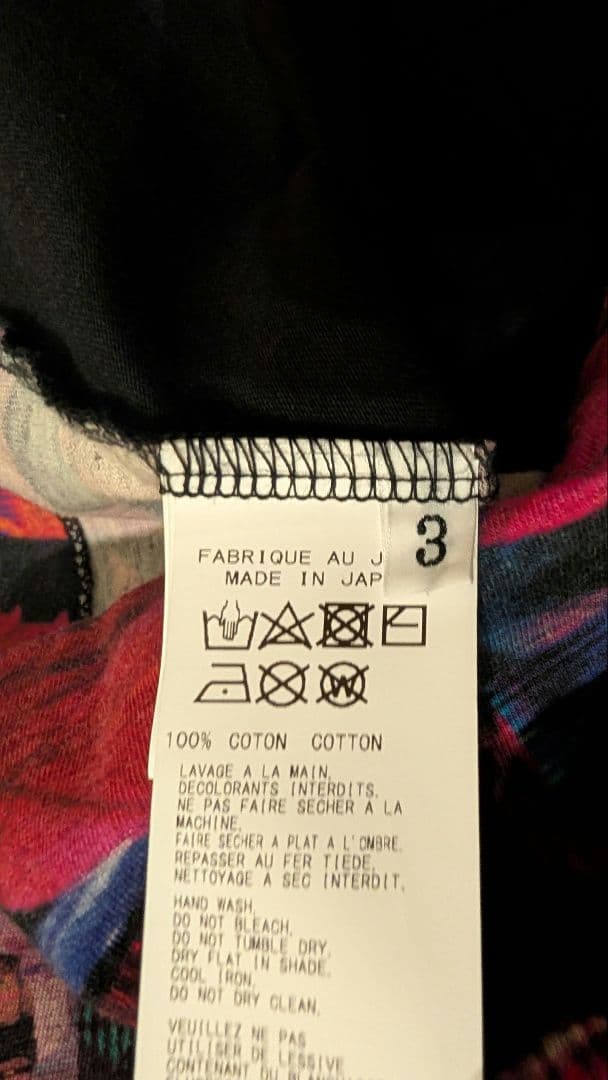 3
FABRIQUE AU J
MADE IN JAP
W
100% COTON COTTON
LAVAGE A LA MAIN.
DECOLORANTS INTERDITS.
NE PAS FAIRE SECHER A LA
MACHINE.
FAIRE SECHER A PLAT A L'OMBRE.
REPASSER AU FER TIEDE.
NETTOYAGE A SEC INTERDIT.
HAND WASH.
DO NOT BLEACH.
DO NOT TUMBLE DRY.
DRY FLAT IN SHADE.
COOL IRON.
DO NOT DRY CLEAN.
VEUILLEZ NE PAS
UTILISER DE LESSIVE
CONTENANT DU